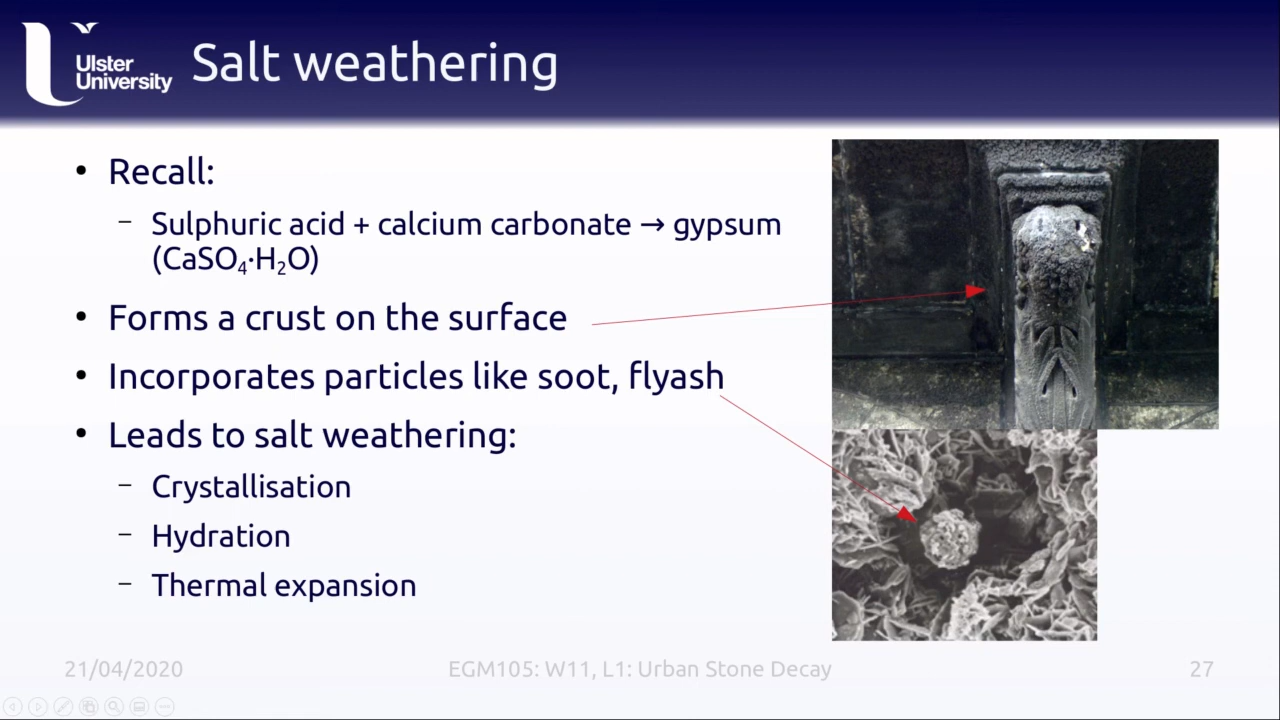 Ulster
University
Salt weathering
• Recall:
– Sulphuric acid + calcium carbonate → gypsum
(CaSO₄·H₂O)
• Forms a crust on the surface
• Incorporates particles like soot, flyash
• Leads to salt weathering:
– Crystallisation
– Hydration
– Thermal expansion
21/04/2020
EGM105: W11, L1: Urban Stone Decay
27